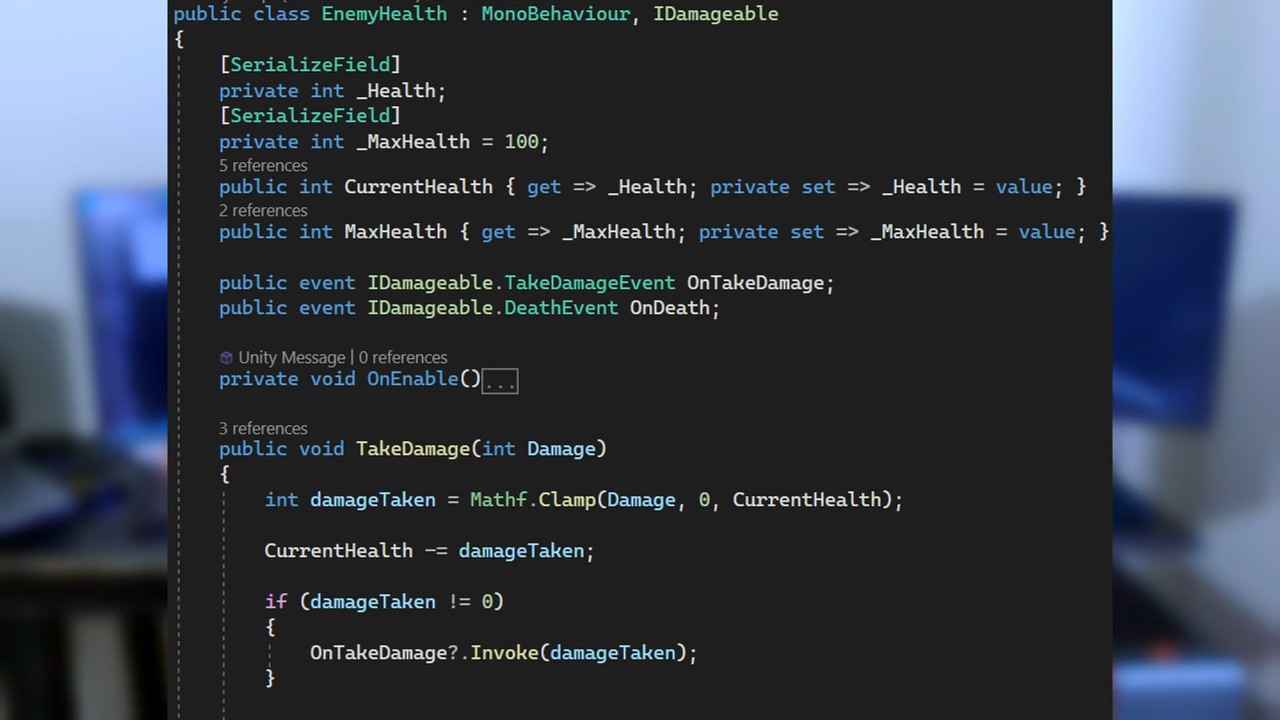 public class EnemyHealth : MonoBehaviour, IDamageable
{
[SerializeField]
private int _Health;
[SerializeField]
private int _MaxHealth = 100;
5 references
public int CurrentHealth { get => _Health; private set => _Health = value; }
2 references
public int MaxHealth { get => _MaxHealth; private set => _MaxHealth = value; }
public event IDamageable.TakeDamageEvent OnTakeDamage;
public event IDamageable.DeathEvent OnDeath;
Unity Message | 0 references
private void OnEnable()...
3 references
public void TakeDamage(int Damage)
{
int damageTaken = Mathf.Clamp(Damage, 0, CurrentHealth);
CurrentHealth -= damageTaken;
if (damageTaken != 0)
{
OnTakeDamage?.Invoke(damageTaken);
}